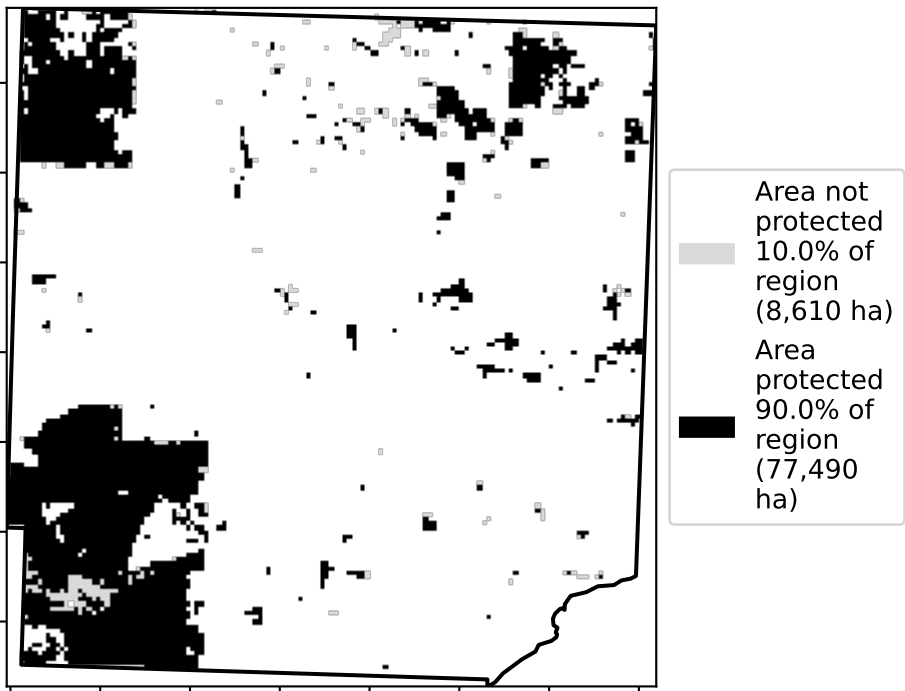 Area not
protected
10.0% of
region
(8,610 ha)
Area
protected
90.0% of
region
(77,490
ha)